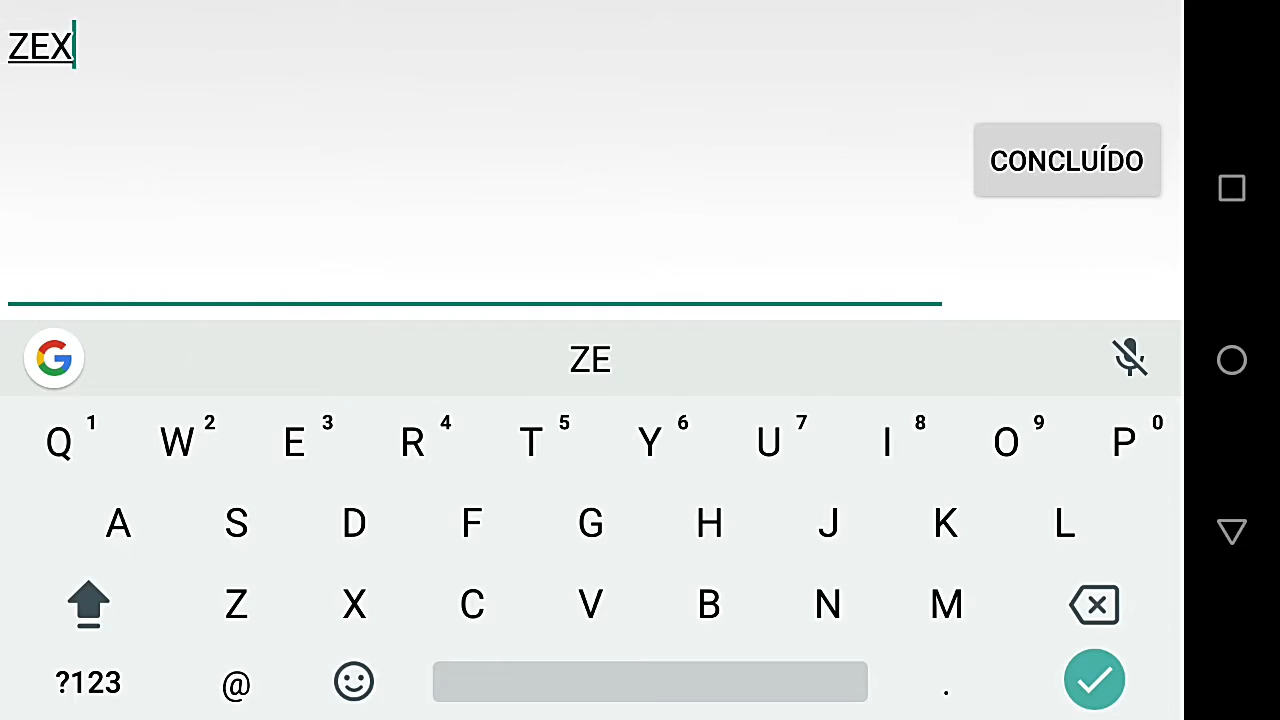 ZEX
CONCLUÍDO
G
ZE
Q 1 W 2 E 3 R 4 T 5 Y 6 U 7 I 8 O 9 P 0
A S D F G H J K L
Z X C V B N M
?123 @ .